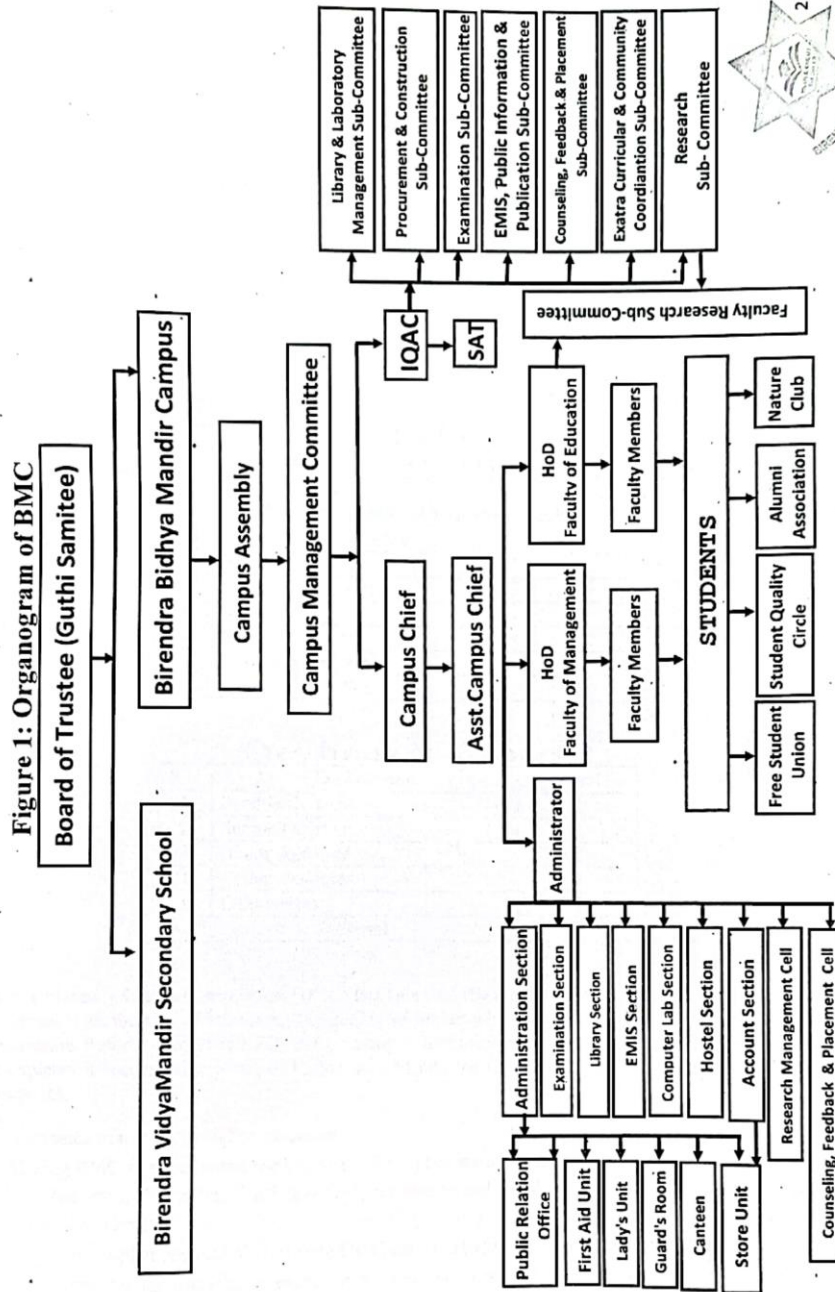 Figure 1: Organogram of BMC
Board of Trustee (Guthi Samitee)
Birendra VidyaMandir Secondary School
Birendra Bidhya Mandir Campus
Campus Assembly
Campus Management Committee
Campus Chief
IQAC
Asst.Campus Chief
SAT
Library & Laboratory
Management Sub-Committee
Procurement & Construction
Sub-Committee
Examination Sub-Committee
EMIS, Public Information &
Publication Sub-Committee
Counseling, Feedback & Placement
Sub-Committee
Exatra Curricular & Community
Coordiantion Sub-Committee
Research
Sub- Committee
Administrator
HoD
Faculty of Management
HoD
Faculty of Education
Faculty Research Sub-Committee
Faculty Members
Faculty Members
STUDENTS
Free Student
Union
Student Quality
Circle
Alumni
Association
Nature
Club
Administration Section
Examination Section
Library Section
EMIS Section
Computer Lab Section
Hostel Section
Account Section
Research Management Cell
Counseling, Feedback & Placement Cell
Public Relation
Office
First Aid Unit
Lady's Unit
Guard's Room
Canteen
Store Unit
2